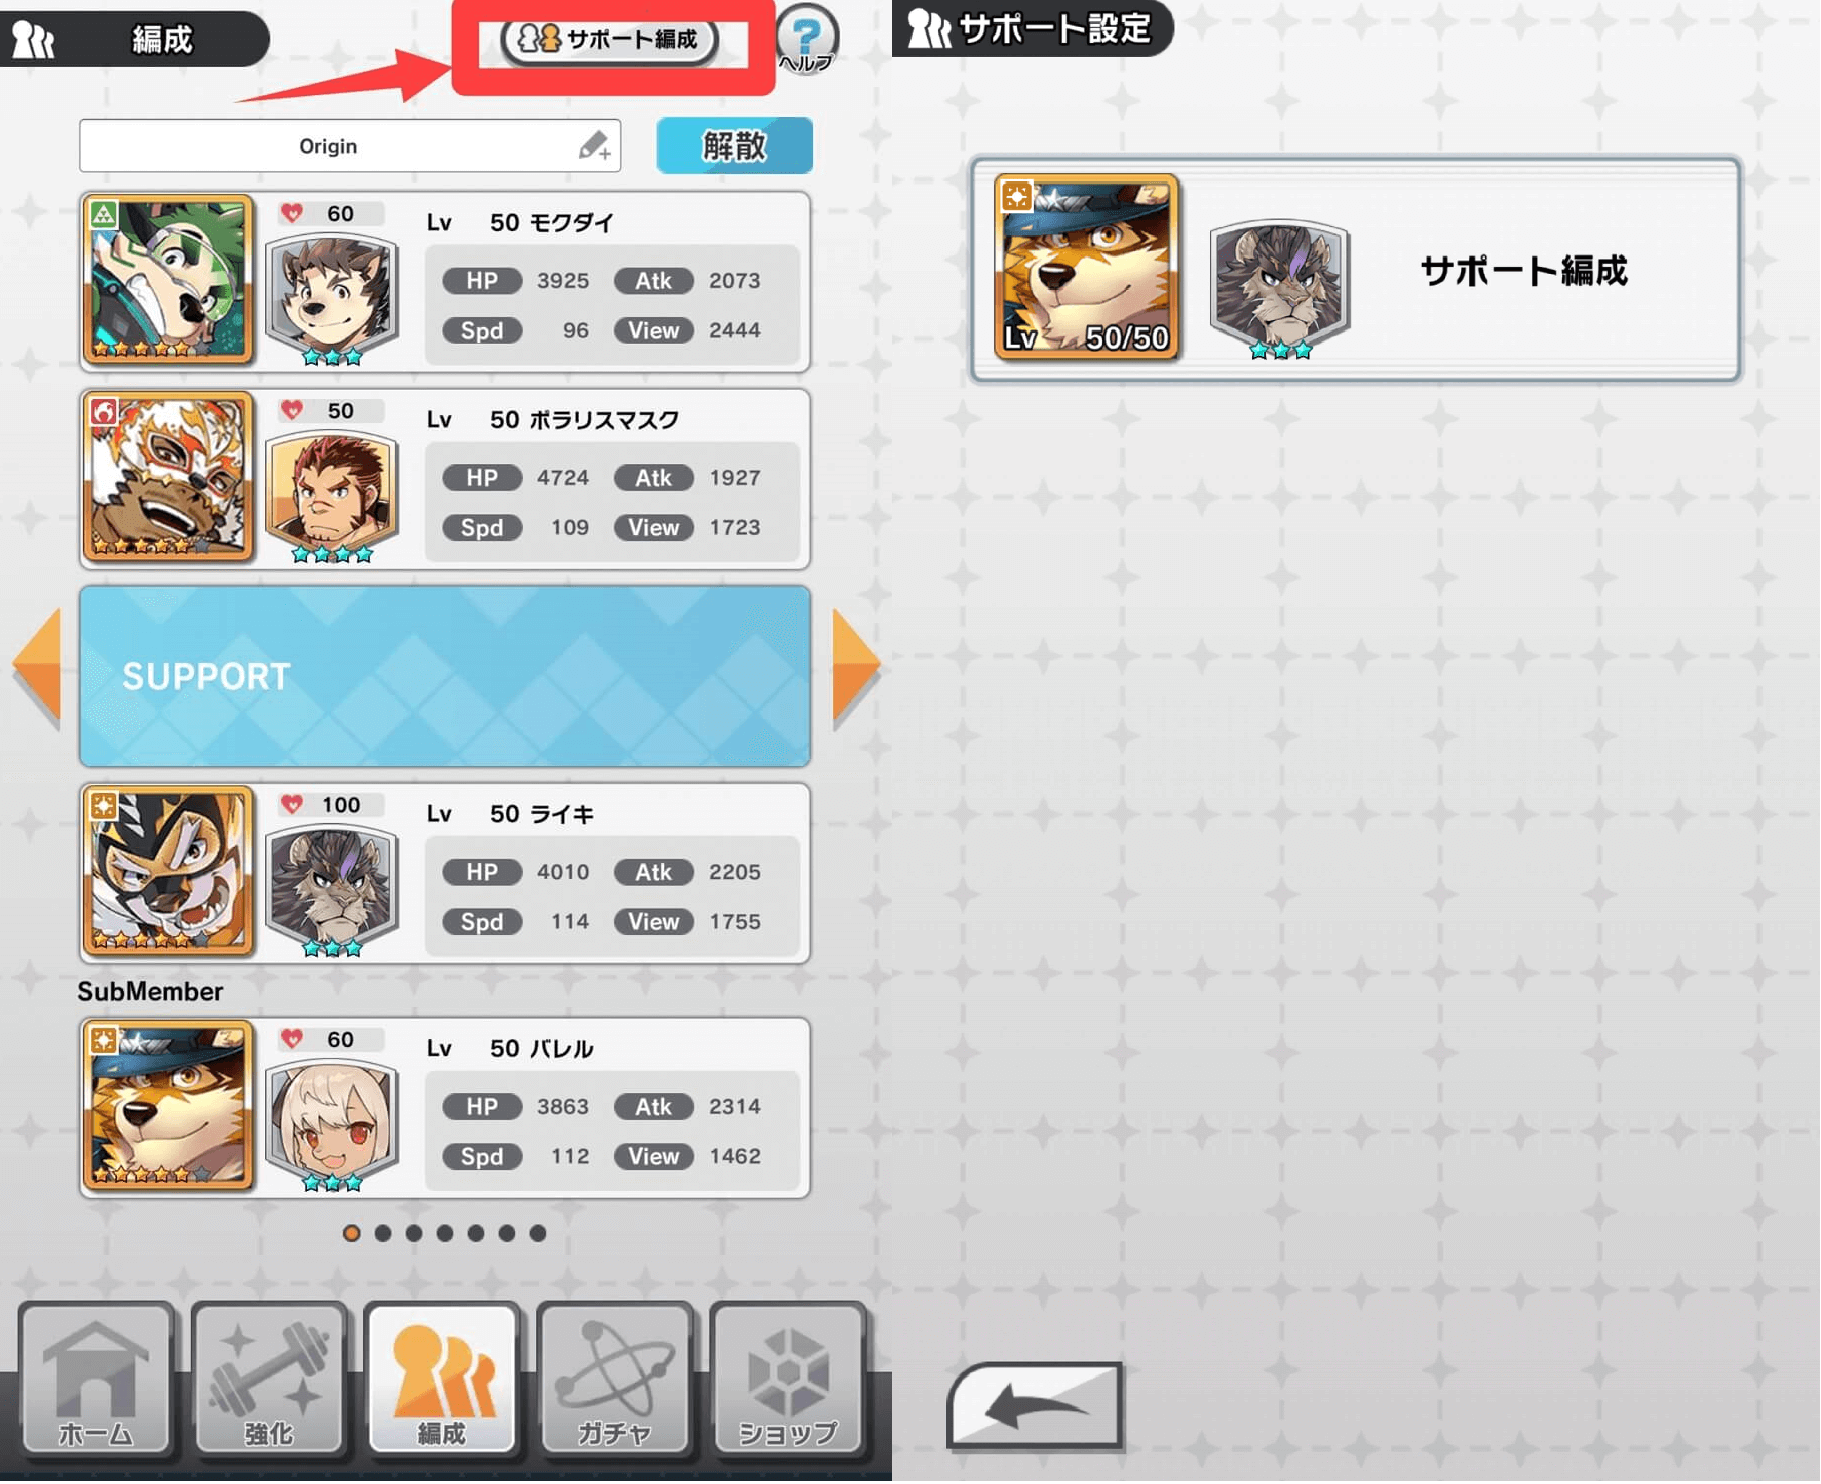 編成
サポート編成
ヘルプ
Origin
解散
60
Lv 50 モクダイ
HP 3925 Atk 2073
Spd 96 View 2444
50
Lv 50 ポラリスマスク
HP 4724 Atk 1927
Spd 109 View 1723
SUPPORT
100
Lv 50 ライキ
HP 4010 Atk 2205
Spd 114 View 1755
SubMember
60
Lv 50 バレル
HP 3863 Atk 2314
Spd 112 View 1462
ホーム
強化
編成
ガチャ
ショップ
サポート設定
Lv 50/50
サポート編成